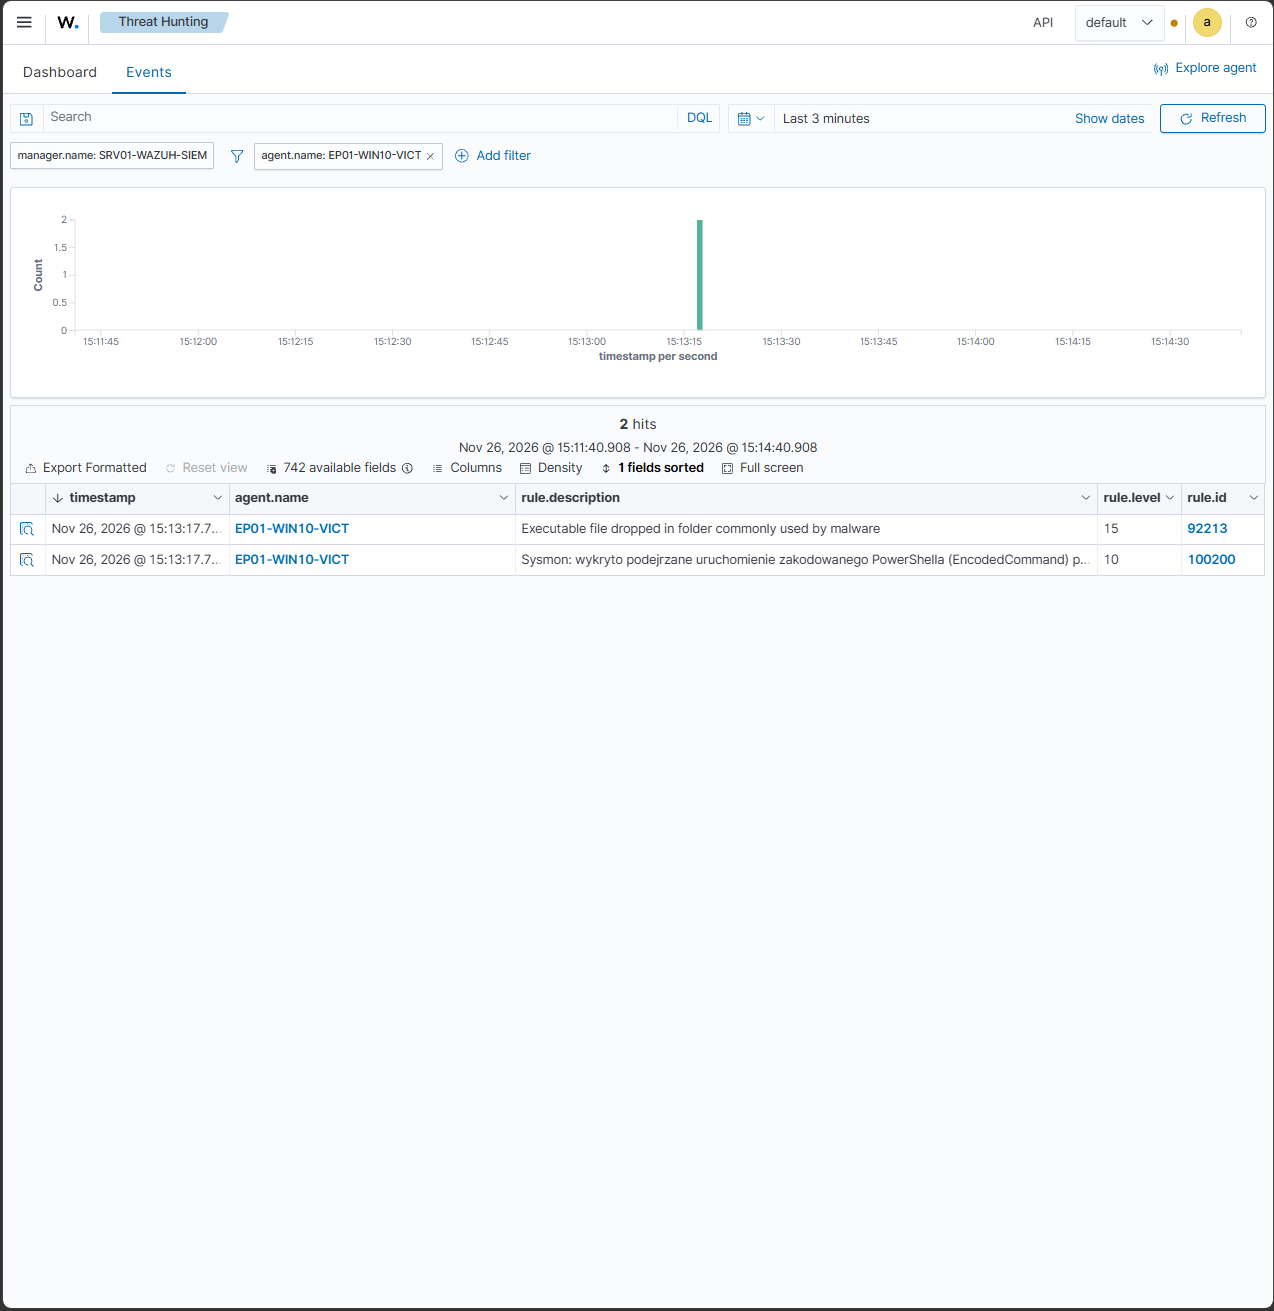 W. Threat Hunting API default a
Dashboard Events Explore agent
Search DQL Last 3 minutes Show dates Refresh
manager.name: SRV01-WAZUH-SIEM agent.name: EP01-WIN10-VICT × Add filter
2
1.5
1
0.5
0
Count
15:11:45 15:12:00 15:12:15 15:12:30 15:12:45 15:13:00 15:13:15 15:13:30 15:13:45 15:14:00 15:14:15 15:14:30
timestamp per second
2 hits
Nov 26, 2026 @ 15:11:40.908 - Nov 26, 2026 @ 15:14:40.908
Export Formatted Reset view 742 available fields Columns Density 1 fields sorted Full screen
timestamp agent.name rule.description rule.level rule.id
Nov 26, 2026 @ 15:13:17.7... EP01-WIN10-VICT Executable file dropped in folder commonly used by malware 15 92213
Nov 26, 2026 @ 15:13:17.7... EP01-WIN10-VICT Sysmon: wykryto podejrzane uruchomienie zakodowanego PowerShella (EncodedCommand) p... 10 100200